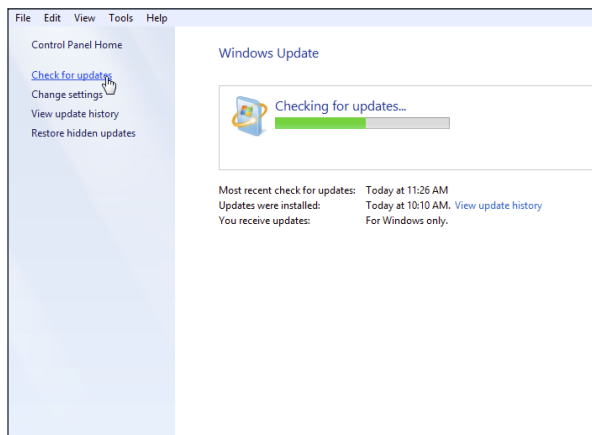 File Edit View Tools Help
Control Panel Home
Check for updates
Change settings
View update history
Restore hidden updates
Windows Update
Checking for updates...
Most recent check for updates: Today at 11:26 AM
Updates were installed: Today at 10:10 AM. View update history
You receive updates: For Windows only.